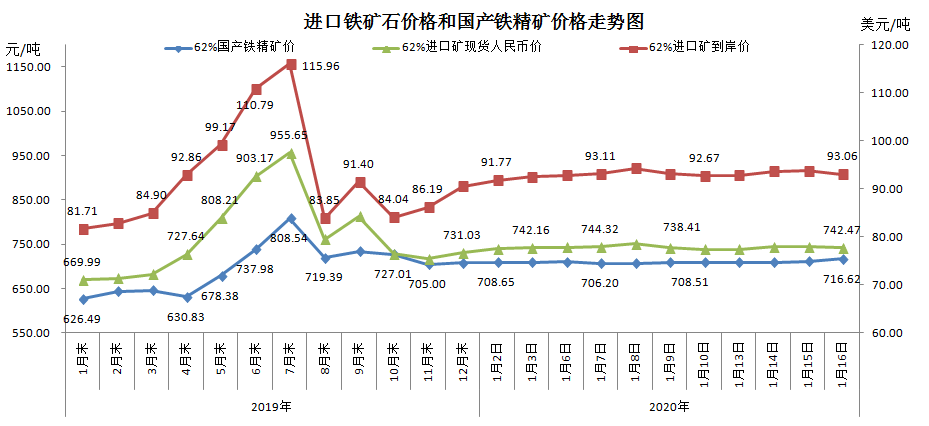 进口铁矿石价格和国产铁精矿价格走势图
元/吨 美元/吨
62%国产铁精矿价 62%进口矿现货人民币价 62%进口矿到岸价
1150.00
1050.00
950.00
850.00
750.00
650.00
550.00
120.00
110.00
100.00
90.00
80.00
70.00
60.00
81.71 84.90 92.86 99.17 110.79 115.96 83.85 91.40 84.04 86.19 91.77 93.11 92.67 93.06
669.99 727.64 808.21 903.17 955.65 731.03 742.16 744.32 738.41 742.47
626.49 630.83 678.38 737.98 808.54 719.39 727.01 705.00 708.65 706.20 708.51 716.62
1月末 2月末 3月末 4月末 5月末 6月末 7月末 8月末 9月末 10月末 11月末 12月末 1月2日 1月3日 1月6日 1月7日 1月8日 1月9日 1月10日 1月13日 1月14日 1月15日 1月16日
2019年 2020年